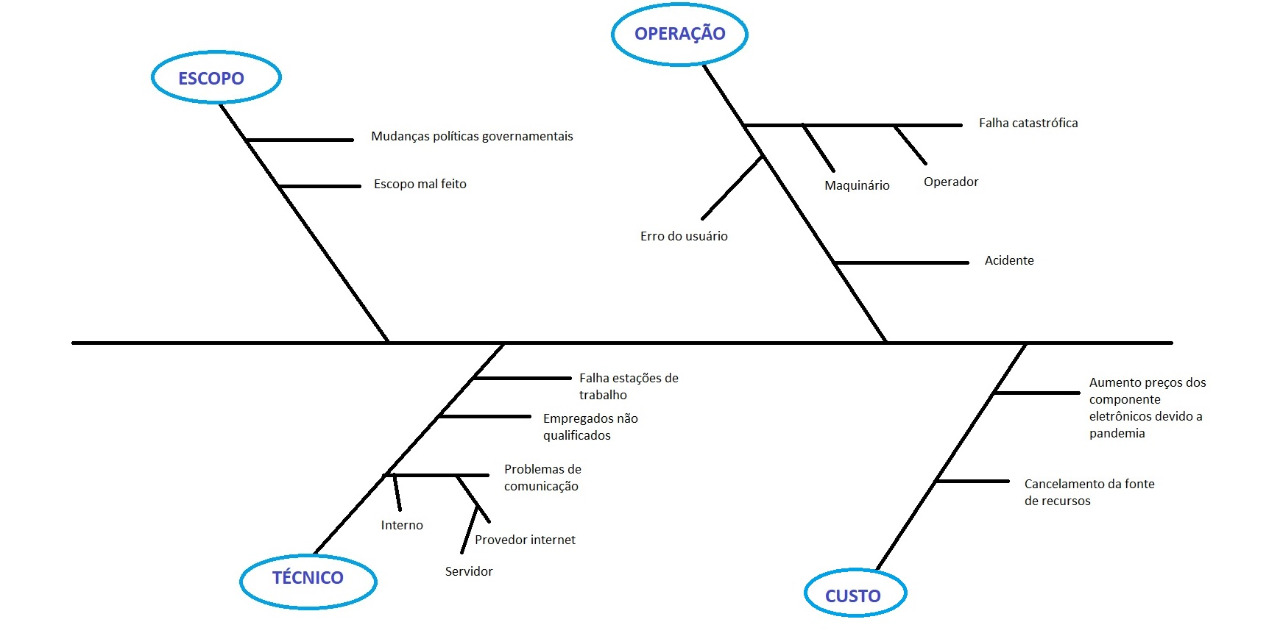 OPERAÇÃO
ESCOPO
Mudanças políticas governamentais
Escopo mal feito
Falha catastrófica
Maquinário
Operador
Erro do usuário
Acidente
Falha estações de
trabalho
Empregados não
qualificados
Problemas de
comunicação
Interno
Provedor internet
Servidor
TÉCNICO
Aumento preços dos
componente
eletrônicos devido a
pandemia
Cancelamento da fonte
de recursos
CUSTO